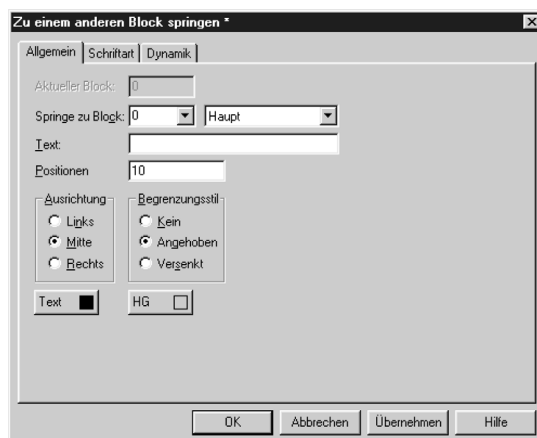 Zu einem anderen Block springen *
Allgemein Schriftart Dynamik
Aktueller Block: 0
Springe zu Block: 0 Haupt
Text:
Positionen 10
Ausrichtung Begrenzungsstil
Links Kein
Mitte Angehoben
Rechts Versenkt
Text HG
OK Abbrechen Übernehmen Hilfe